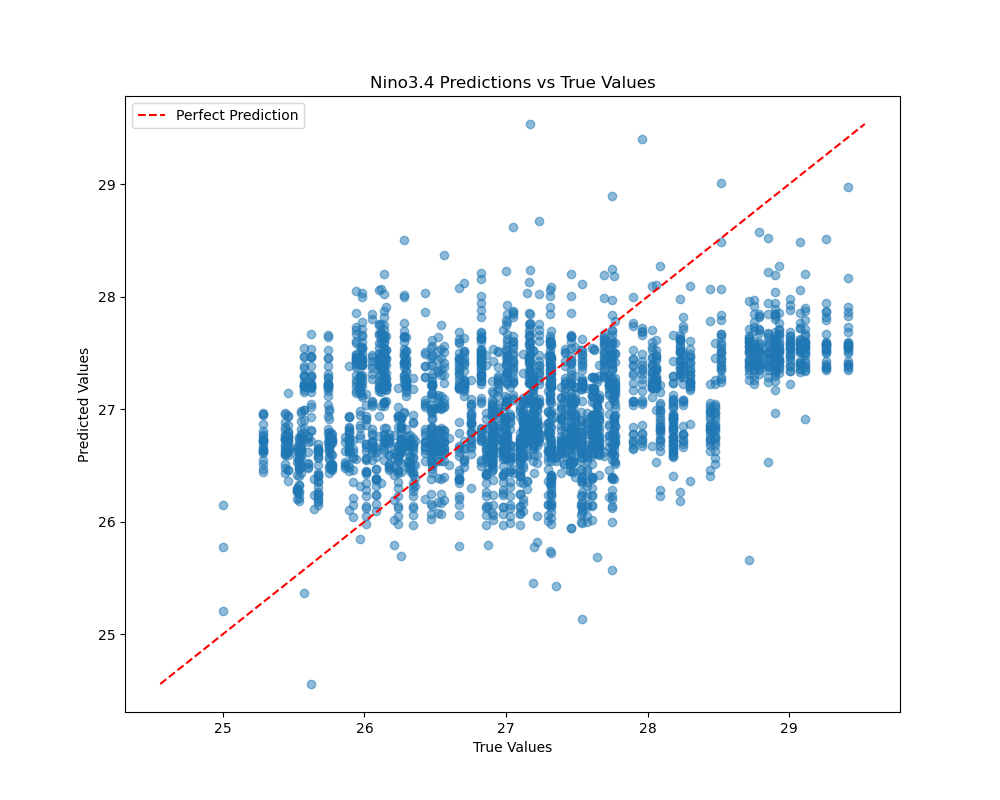 Nino3.4 Predictions vs True Values
Perfect Prediction
29
28
27
26
25
Predicted Values
25 26 27 28 29
True Values